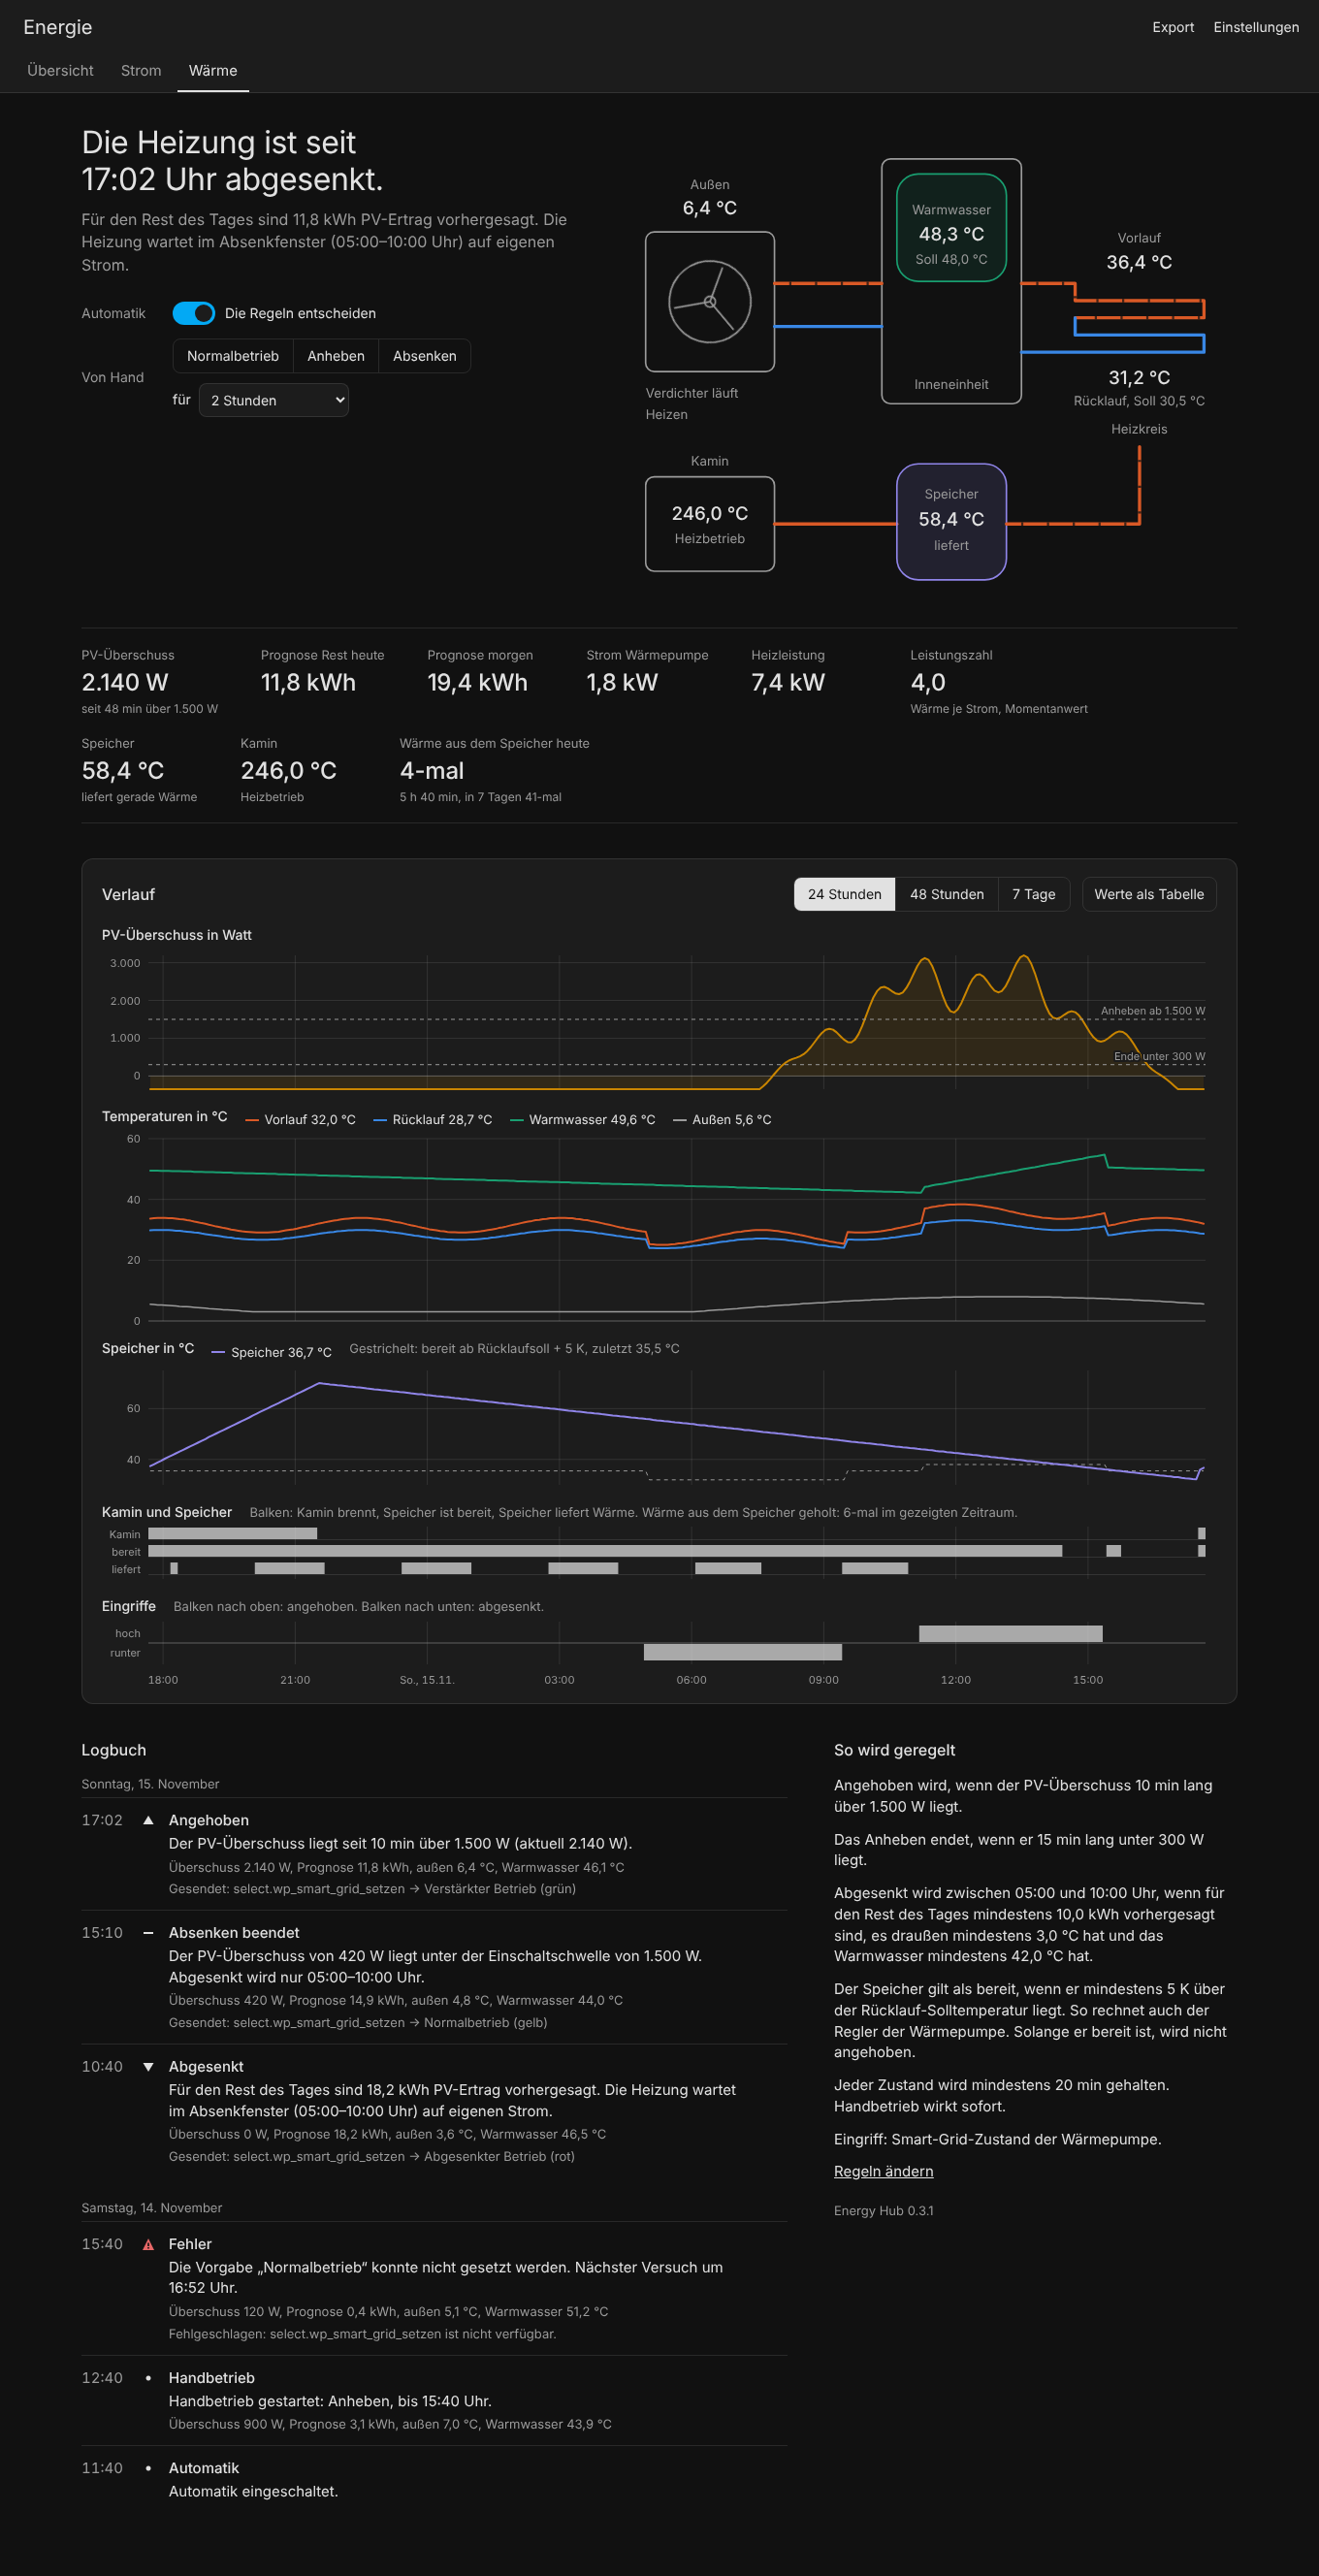 Energie
Export
Einstellungen
Übersicht
Strom
Wärme
Die Heizung ist seit
17:02 Uhr abgesenkt.
Für den Rest des Tages sind 11,8 kWh PV-Ertrag vorhergesagt. Die
Heizung wartet im Absenkfenster (05:00–10:00 Uhr) auf eigenen
Strom.
Automatik
Die Regeln entscheiden
Von Hand
Normalbetrieb
Anheben
Absenken
für
2 Stunden
Außen
6,4 °C
Verdichter läuft
Heizen
Warmwasser
48,3 °C
Soll 48,0 °C
Inneneinheit
Vorlauf
36,4 °C
31,2 °C
Rücklauf, Soll 30,5 °C
Heizkreis
Kamin
246,0 °C
Heizbetrieb
Speicher
58,4 °C
liefert
PV-Überschuss
2.140 W
seit 48 min über 1.500 W
Prognose Rest heute
11,8 kWh
Prognose morgen
19,4 kWh
Strom Wärmepumpe
1,8 kW
Heizleistung
7,4 kW
Leistungszahl
4,0
Wärme je Strom, Momentanwert
Speicher
58,4 °C
liefert gerade Wärme
Kamin
246,0 °C
Heizbetrieb
Wärme aus dem Speicher heute
4-mal
5 h 40 min, in 7 Tagen 41-mal
Verlauf
24 Stunden
48 Stunden
7 Tage
Werte als Tabelle
PV-Überschuss in Watt
3.000
2.000
1.000
0
Anheben ab 1.500 W
Ende unter 300 W
Temperaturen in °C
Vorlauf 32,0 °C
Rücklauf 28,7 °C
Warmwasser 49,6 °C
Außen 5,6 °C
60
40
20
0
Speicher in °C
Speicher 36,7 °C
Gestrichelt: bereit ab Rücklaufsoll + 5 K, zuletzt 35,5 °C
60
40
Kamin und Speicher
Balken: Kamin brennt, Speicher ist bereit, Speicher liefert Wärme. Wärme aus dem Speicher geholt: 6-mal im gezeigten Zeitraum.
Kamin
bereit
liefert
Eingriffe
Balken nach oben: angehoben. Balken nach unten: abgesenkt.
hoch
runter
18:00
21:00
So., 15.11.
03:00
06:00
09:00
12:00
15:00
Logbuch
Sonntag, 15. November
17:02
Angehoben
Der PV-Überschuss liegt seit 10 min über 1.500 W (aktuell 2.140 W).
Überschuss 2.140 W, Prognose 11,8 kWh, außen 6,4 °C, Warmwasser 46,1 °C
Gesendet: select.wp_smart_grid_setzen → Verstärkter Betrieb (grün)
15:10
Absenken beendet
Der PV-Überschuss von 420 W liegt unter der Einschaltschwelle von 1.500 W.
Abgesenkt wird nur 05:00–10:00 Uhr.
Überschuss 420 W, Prognose 14,9 kWh, außen 4,8 °C, Warmwasser 44,0 °C
Gesendet: select.wp_smart_grid_setzen → Normalbetrieb (gelb)
10:40
Abgesenkt
Für den Rest des Tages sind 18,2 kWh PV-Ertrag vorhergesagt. Die Heizung wartet
im Absenkfenster (05:00–10:00 Uhr) auf eigenen Strom.
Überschuss 0 W, Prognose 18,2 kWh, außen 3,6 °C, Warmwasser 46,5 °C
Gesendet: select.wp_smart_grid_setzen → Abgesenkter Betrieb (rot)
Samstag, 14. November
15:40
Fehler
Die Vorgabe „Normalbetrieb“ konnte nicht gesetzt werden. Nächster Versuch um
16:52 Uhr.
Überschuss 120 W, Prognose 0,4 kWh, außen 5,1 °C, Warmwasser 51,2 °C
Fehlgeschlagen: select.wp_smart_grid_setzen ist nicht verfügbar.
12:40
Handbetrieb
Handbetrieb gestartet: Anheben, bis 15:40 Uhr.
Überschuss 900 W, Prognose 3,1 kWh, außen 7,0 °C, Warmwasser 43,9 °C
11:40
Automatik
Automatik eingeschaltet.
So wird geregelt
Angehoben wird, wenn der PV-Überschuss 10 min lang
über 1.500 W liegt.
Das Anheben endet, wenn er 15 min lang unter 300 W
liegt.
Abgesenkt wird zwischen 05:00 und 10:00 Uhr, wenn für
den Rest des Tages mindestens 10,0 kWh vorhergesagt
sind, es draußen mindestens 3,0 °C hat und das
Warmwasser mindestens 42,0 °C hat.
Der Speicher gilt als bereit, wenn er mindestens 5 K über
der Rücklauf-Solltemperatur liegt. So rechnet auch der
Regler der Wärmepumpe. Solange er bereit ist, wird nicht
angehoben.
Jeder Zustand wird mindestens 20 min gehalten.
Handbetrieb wirkt sofort.
Eingriff: Smart-Grid-Zustand der Wärmepumpe.
Regeln ändern
Energy Hub 0.3.1